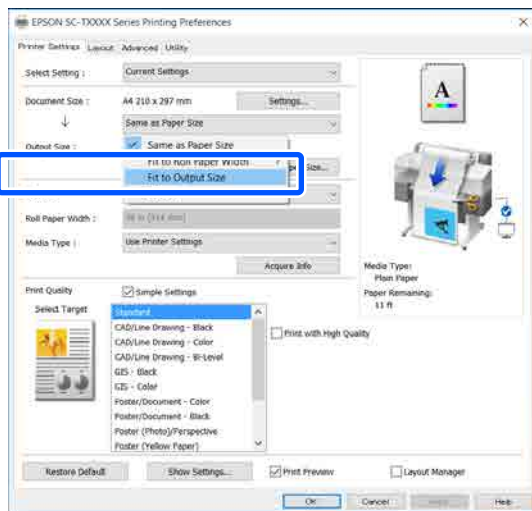 EPSON SC-TXXXX Series Printing Preferences
Printer Settings Layout Advanced Utility
Select Setting : Current Settings
Document Size : A4 210 x 297 mm Settings...
Same as Paper Size
Output Size : Same as Paper Size
Fit to Roll Paper Width
Size...
Fit to Output Size
Roll Paper Width :
Media Type : Use Printer Settings
Acquire Info
Media Type:
Plain Paper
Paper Remaining:
11 ft
Print Quality Simple Settings
Select Target Standard
CAD/Line Drawing - Black
Print with High Quality
CAD/Line Drawing - Color
CAD/Line Drawing - Bi-Level
GIS - Black
GIS - Color
Poster/Document - Color
Poster/Document - Black
Poster (Photo)/Perspective
Poster (Yellow Paper)
Restore Default Show Settings... Print Preview Layout Manager
OK Cancel Help
A